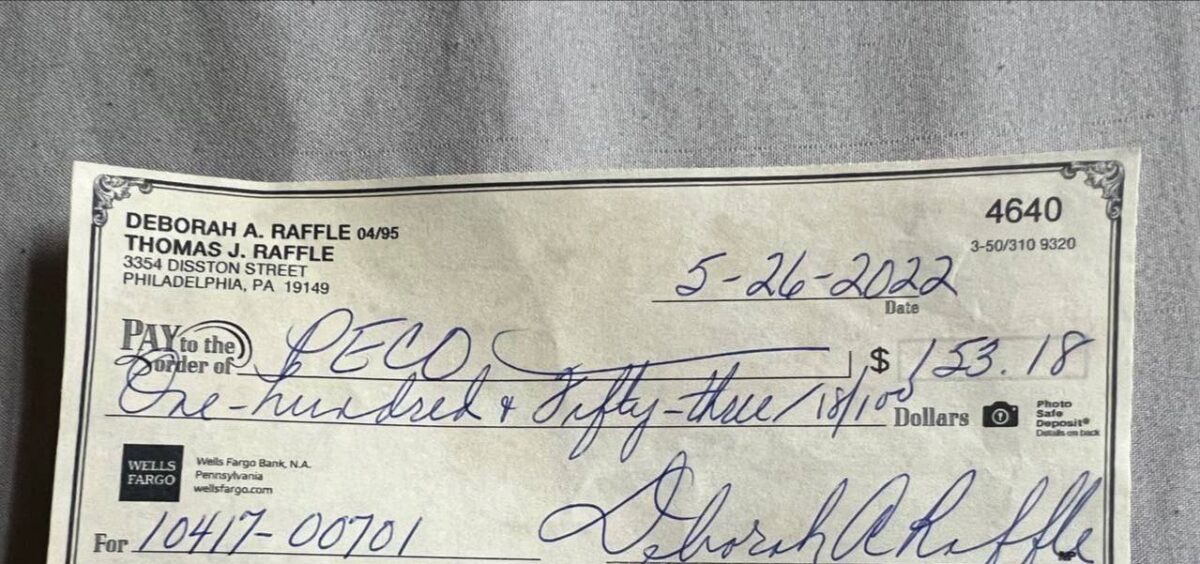 DEBORAH A. RAFFLE 04/95
THOMAS J. RAFFLE
3354 DISSTON STREET
PHILADELPHIA, PA 19149
4640
3-50/310 9320
5-26-2022
Date
PAY to the order of PECO $ 153.18
One-hundred & Fifty-three/18/100 Dollars
Photo
Safe
Deposit®
Details on back
WELLS
FARGO
Wells Fargo Bank, N.A.
Pennsylvania
wellsfargo.com
For 10417-00701
Deborah A Raffle
MP